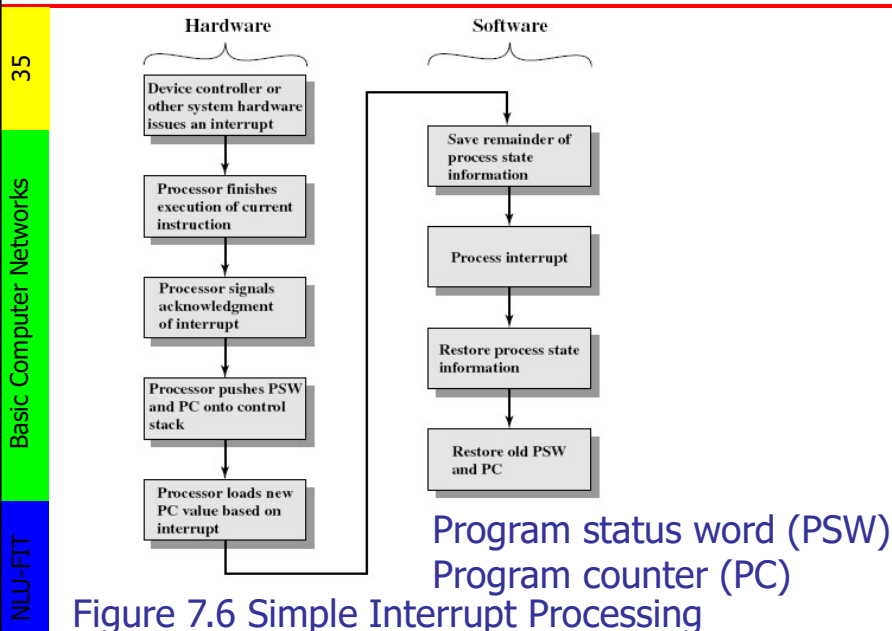 35
Basic Computer Networks
NLU-FIT
Hardware
Device controller or
other system hardware
issues an interrupt
Processor finishes
execution of current
instruction
Processor signals
acknowledgment
of interrupt
Processor pushes PSW
and PC onto control
stack
Processor loads new
PC value based on
interrupt
Software
Save remainder of
process state
information
Process interrupt
Restore process state
information
Restore old PSW
and PC
Program status word (PSW)
Program counter (PC)
Figure 7.6 Simple Interrupt Processing